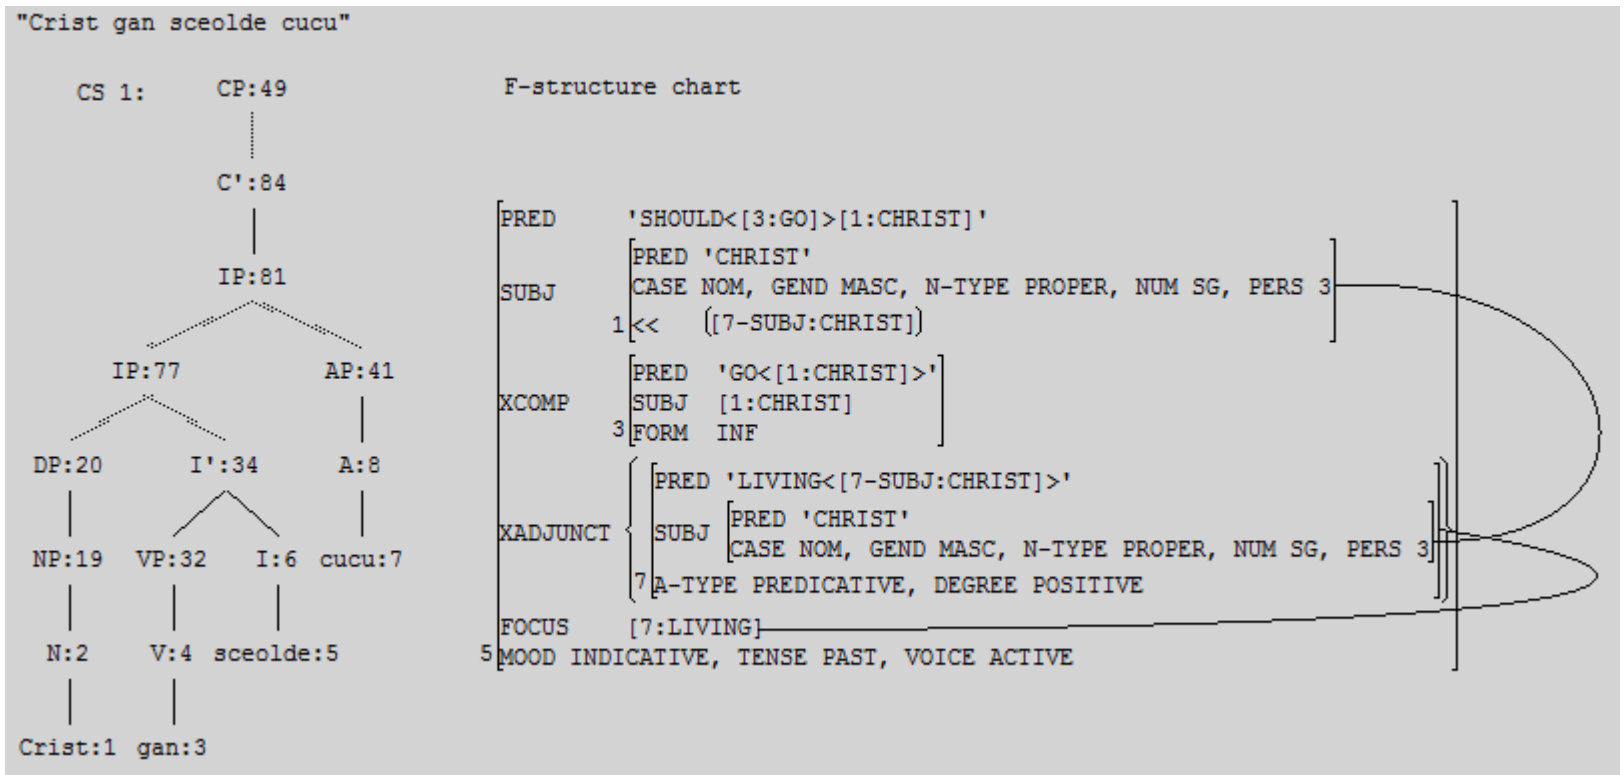 "Crist gan sceolde cucu"
CS 1: CP:49 F-structure chart
C':84
PRED 'SHOULD<[3:GO]>[1:CHRIST]'
PRED 'CHRIST'
IP:81
SUBJ CASE NOM, GEND MASC, N-TYPE PROPER, NUM SG, PERS 3
1 << ([7-SUBJ:CHRIST])
IP:77 AP:41 PRED 'GO<[1:CHRIST]>'
XCOMP SUBJ [1:CHRIST]
3 FORM INF
DP:20 I':34 A:8
PRED 'LIVING<[7-SUBJ:CHRIST]>'
PRED 'CHRIST'
XADJUNCT SUBJ
CASE NOM, GEND MASC, N-TYPE PROPER, NUM SG, PERS 3
NP:19 VP:32 I:6 cucu:7
7 A-TYPE PREDICATIVE, DEGREE POSITIVE
FOCUS [7:LIVING]
N:2 V:4 sceolde:5 5 MOOD INDICATIVE, TENSE PAST, VOICE ACTIVE
Crist:1 gan:3